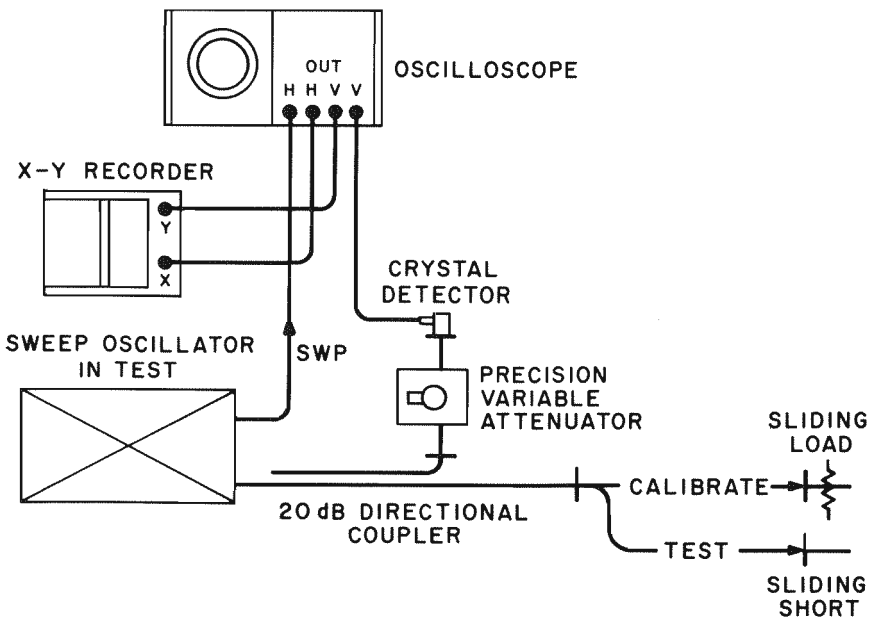 OUT
H H V V
OSCILLOSCOPE
X-Y RECORDER
Y
X
CRYSTAL
DETECTOR
SWEEP OSCILLATOR
IN TEST
SWP
PRECISION
VARIABLE
ATTENUATOR
SLIDING
LOAD
20 dB DIRECTIONAL
COUPLER
CALIBRATE
TEST
SLIDING
SHORT